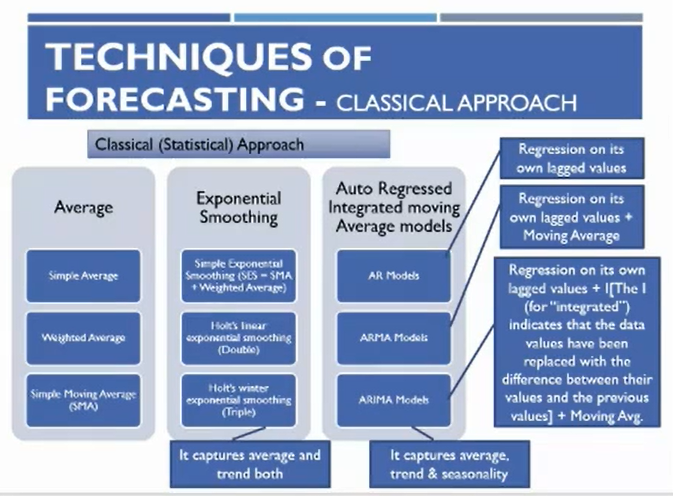 TECHNIQUES OF
FORECASTING - CLASSICAL APPROACH
Classical (Statistical) Approach
Average
Simple Average
Weighted Average
Simple Moving Average
(SMA)
Exponential
Smoothing
Simple Exponential
Smoothing (SES = SMA
+ Weighted Average)
Holt's linear
exponential smoothing
(Double)
Holt's winter
exponential smoothing
(Triple)
It captures average and
trend both
Auto Regressed
Integrated moving
Average models
AR Models
ARMA Models
ARIMA Models
It captures average,
trend & seasonality
Regression on its
own lagged values
Regression on its
own lagged values +
Moving Average
Regression on its own
lagged values + I[The I
(for "integrated")
indicates that the data
values have been
replaced with the
difference between their
values and the previous
values] + Moving Avg.